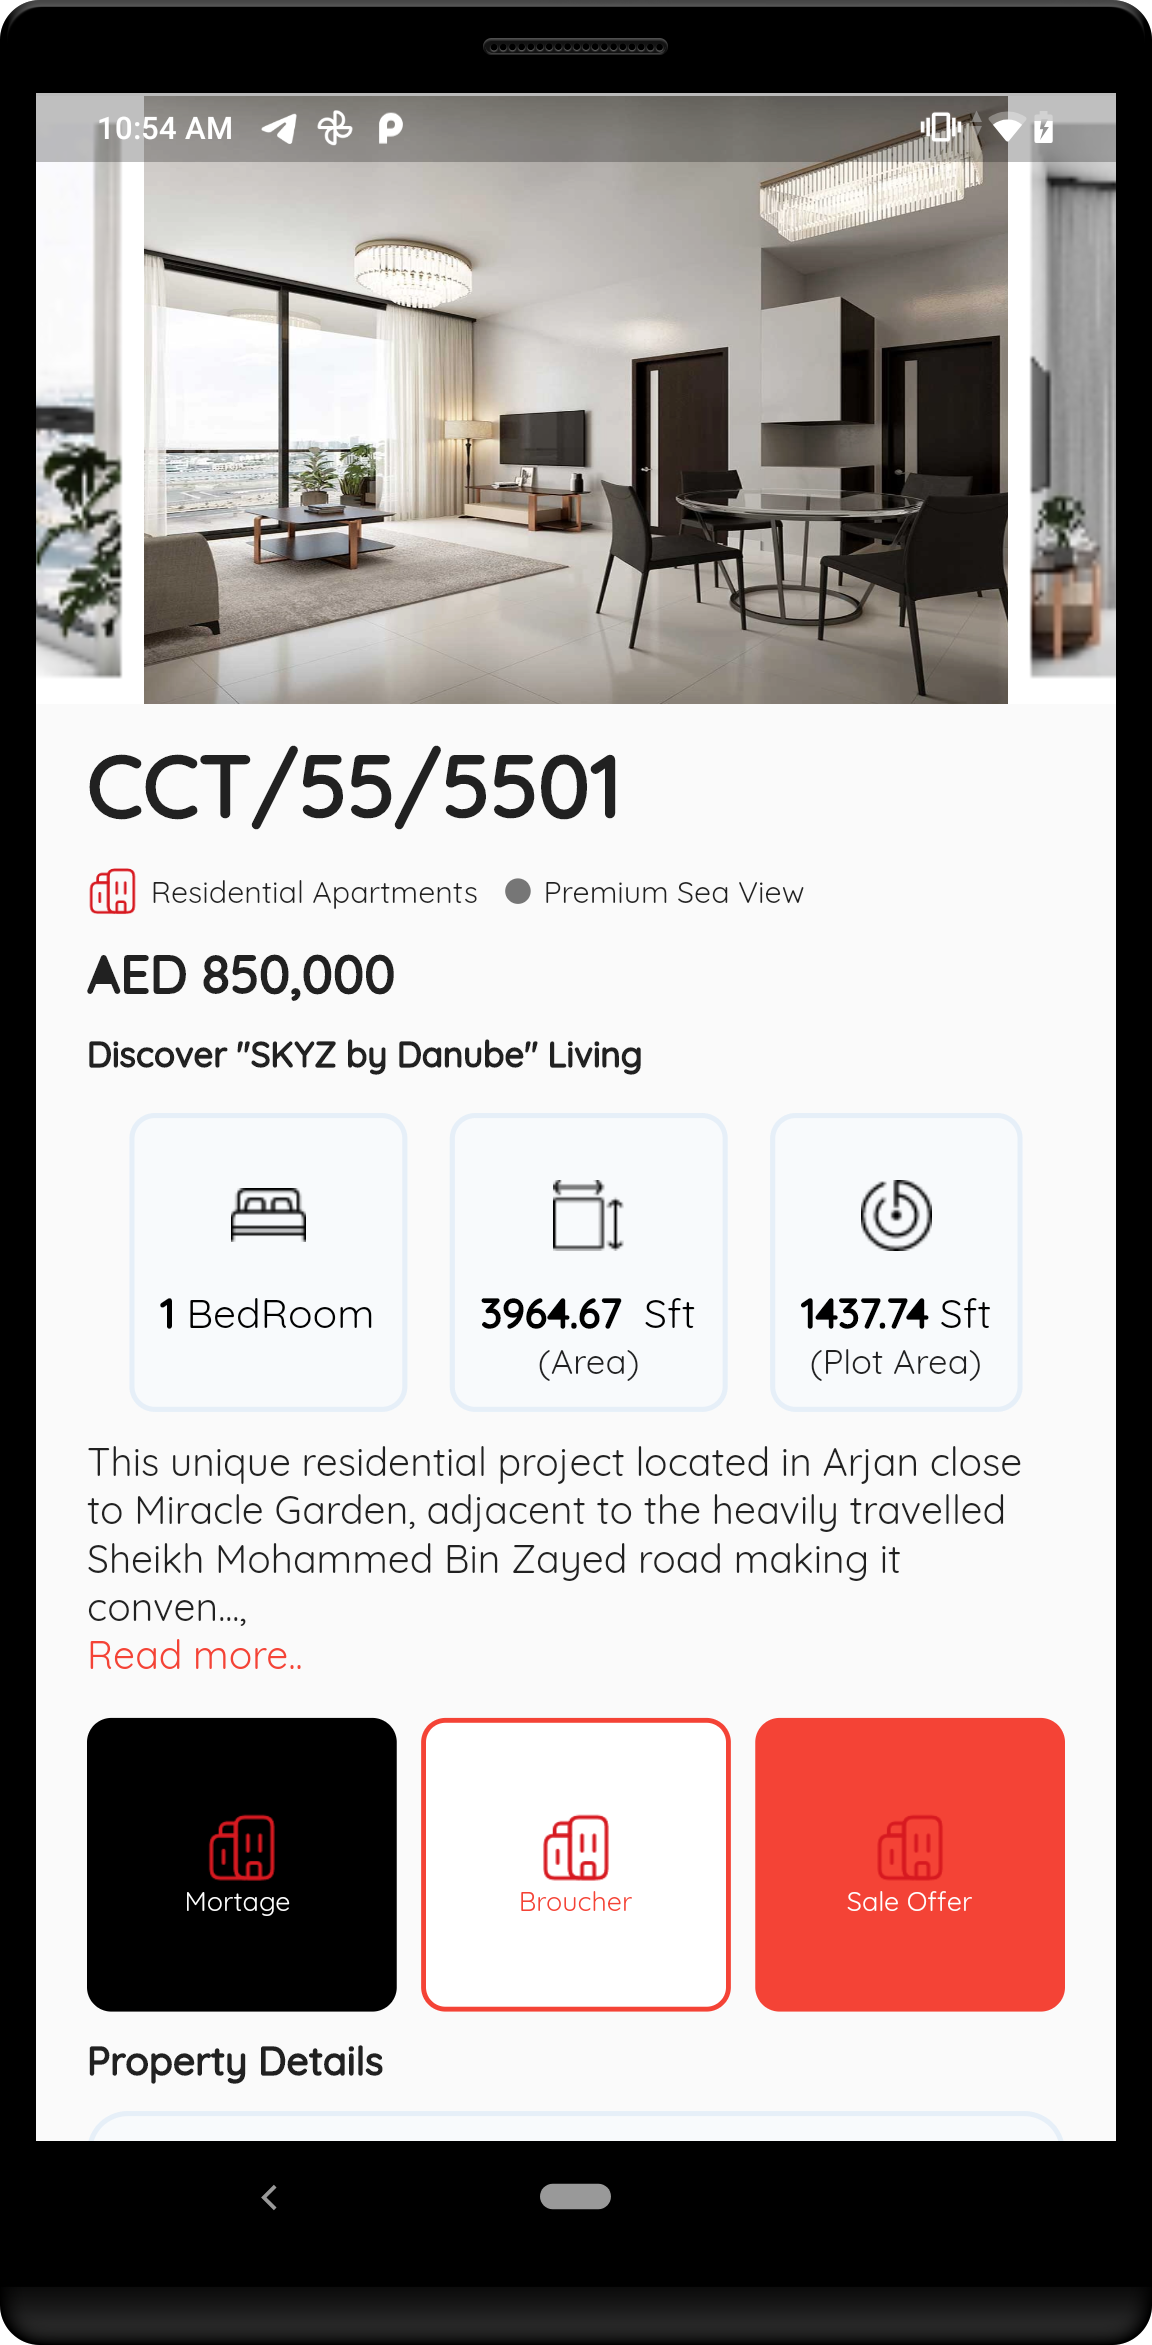 10:54 AM
CCT/55/5501
Residential Apartments Premium Sea View
AED 850,000
Discover "SKYZ by Danube" Living
1 BedRoom
3964.67 Sft
(Area)
1437.74 Sft
(Plot Area)
This unique residential project located in Arjan close
to Miracle Garden, adjacent to the heavily travelled
Sheikh Mohammed Bin Zayed road making it
conven...,
Read more..
Mortage
Broucher
Sale Offer
Property Details